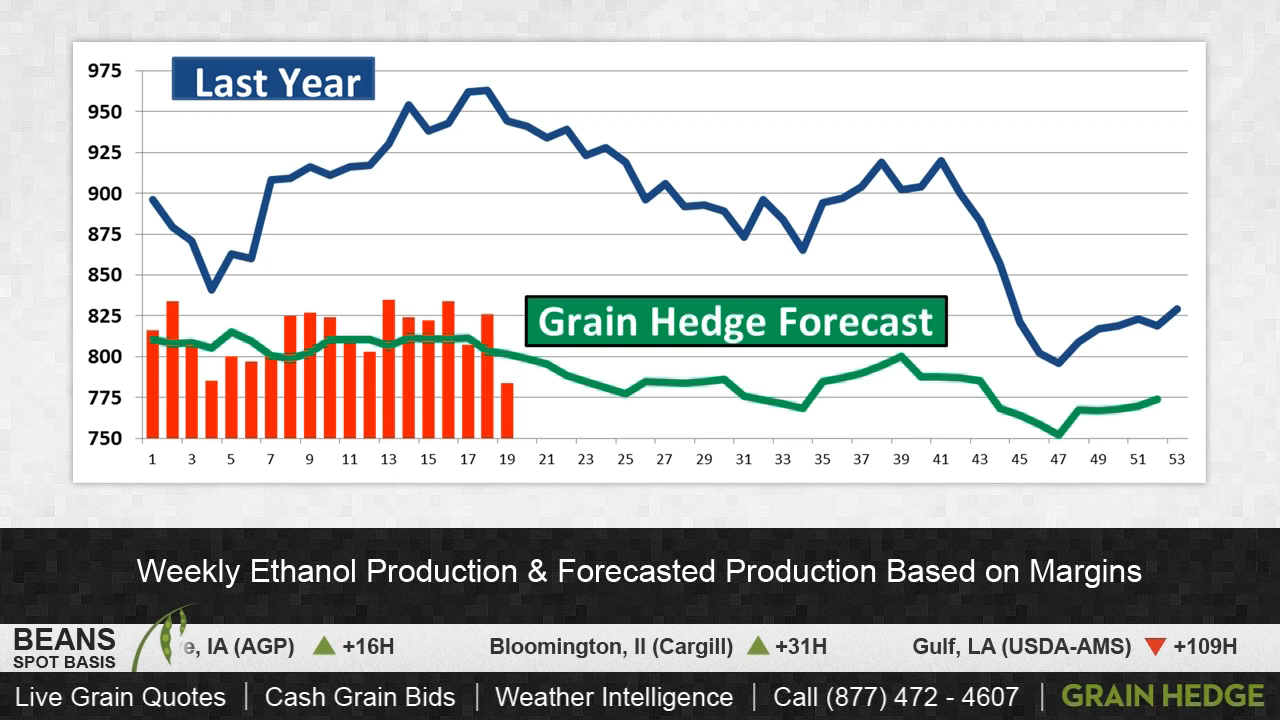 Last Year
975
950
925
900
875
850
825
800
775
750
Grain Hedge Forecast
1 3 5 7 9 11 13 15 17 19 21 23 25 27 29 31 33 35 37 39 41 43 45 47 49 51 53
Weekly Ethanol Production & Forecasted Production Based on Margins
BEANS
SPOT BASIS
e, IA (AGP) +16H Bloomington, Il (Cargill) +31H Gulf, LA (USDA-AMS) +109H
Live Grain Quotes | Cash Grain Bids | Weather Intelligence | Call (877) 472 - 4607 | GRAIN HEDGE